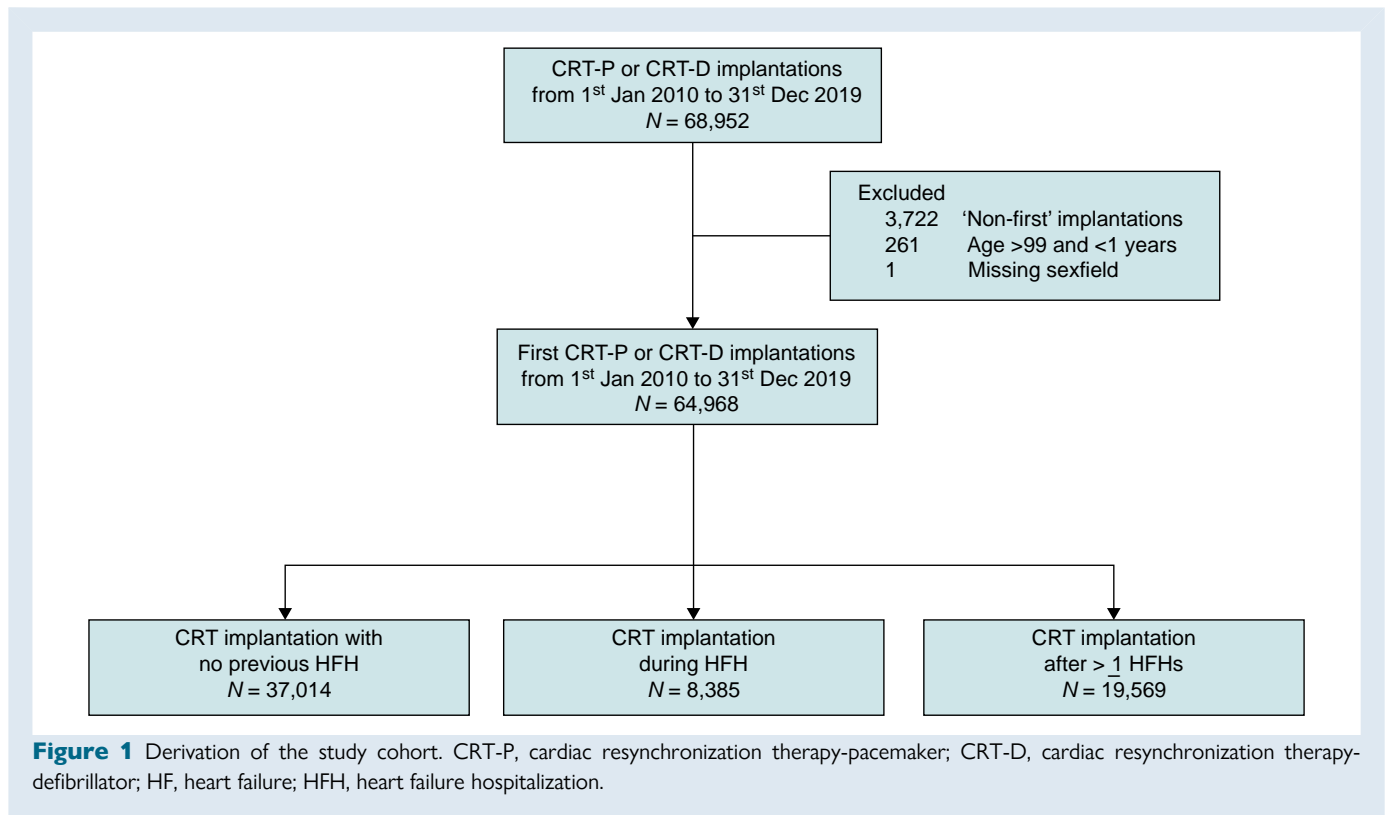 CRT-P or CRT-D implantations
from 1st Jan 2010 to 31st Dec 2019
N = 68,952
Excluded
3,722 ‘Non-first’ implantations
261 Age >99 and <1 years
1 Missing sexfield
First CRT-P or CRT-D implantations
from 1st Jan 2010 to 31st Dec 2019
N = 64,968
CRT implantation with
no previous HFH
N = 37,014
CRT implantation
during HFH
N = 8,385
CRT implantation
after > 1 HFHs
N = 19,569
Figure 1 Derivation of the study cohort. CRT-P, cardiac resynchronization therapy-pacemaker; CRT-D, cardiac resynchronization therapy-
defibrillator; HF, heart failure; HFH, heart failure hospitalization.